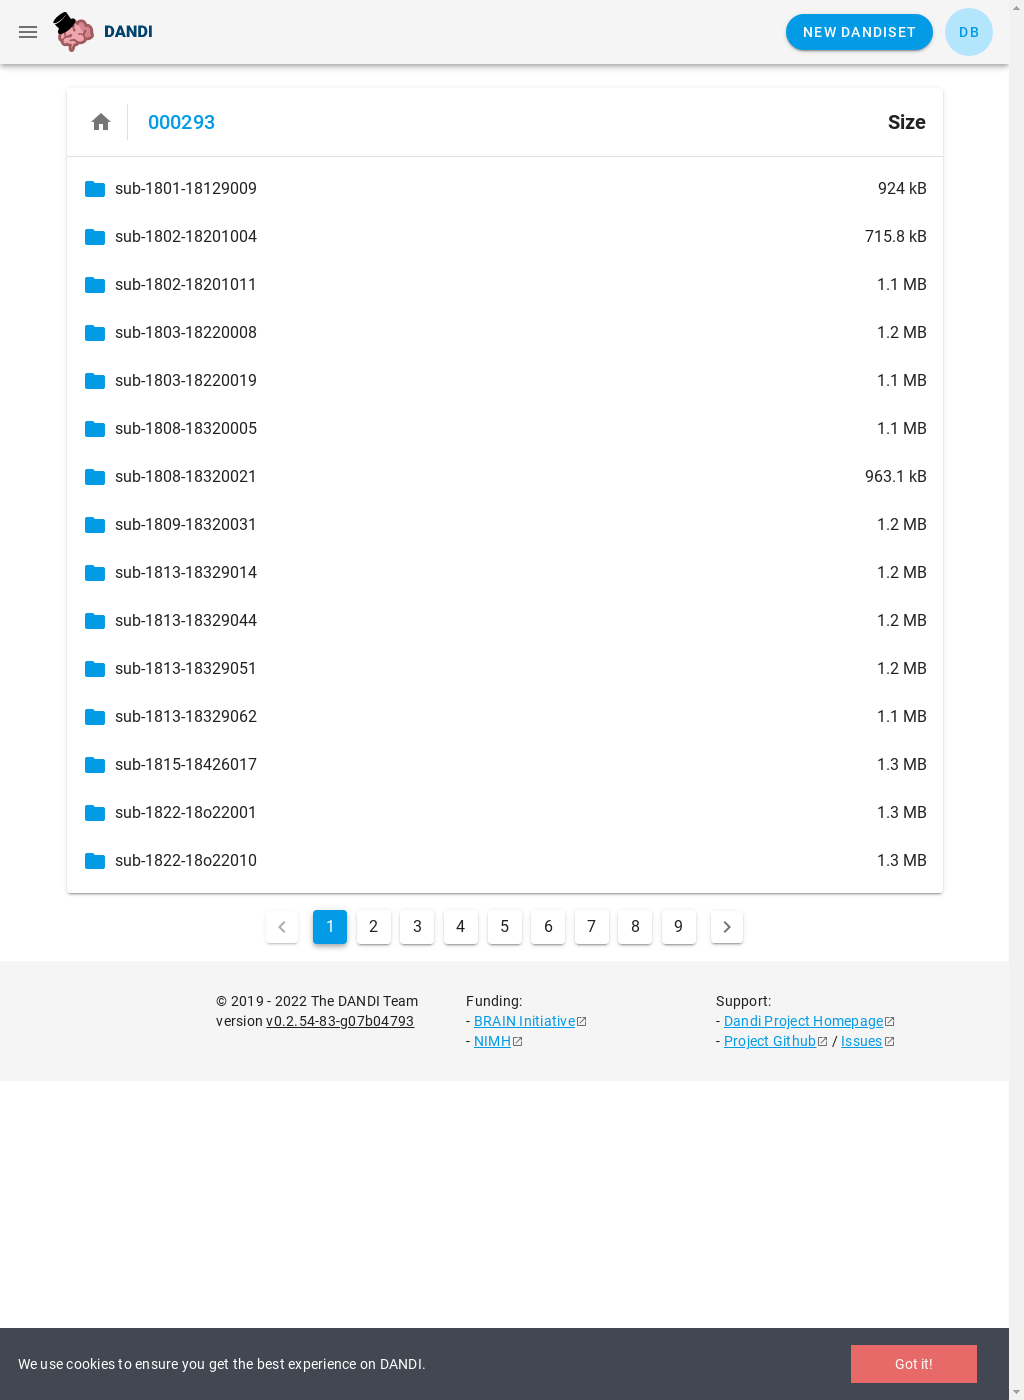 DANDI
NEW DANDISET
DB
000293
Size
sub-1801-18129009 924 kB
sub-1802-18201004 715.8 kB
sub-1802-18201011 1.1 MB
sub-1803-18220008 1.2 MB
sub-1803-18220019 1.1 MB
sub-1808-18320005 1.1 MB
sub-1808-18320021 963.1 kB
sub-1809-18320031 1.2 MB
sub-1813-18329014 1.2 MB
sub-1813-18329044 1.2 MB
sub-1813-18329051 1.2 MB
sub-1813-18329062 1.1 MB
sub-1815-18426017 1.3 MB
sub-1822-18o22001 1.3 MB
sub-1822-18o22010 1.3 MB
1 2 3 4 5 6 7 8 9
© 2019 - 2022 The DANDI Team
version v0.2.54-83-g07b04793
Funding:
- BRAIN Initiative
- NIMH
Support:
- Dandi Project Homepage
- Project Github / Issues
We use cookies to ensure you get the best experience on DANDI.
Got it!